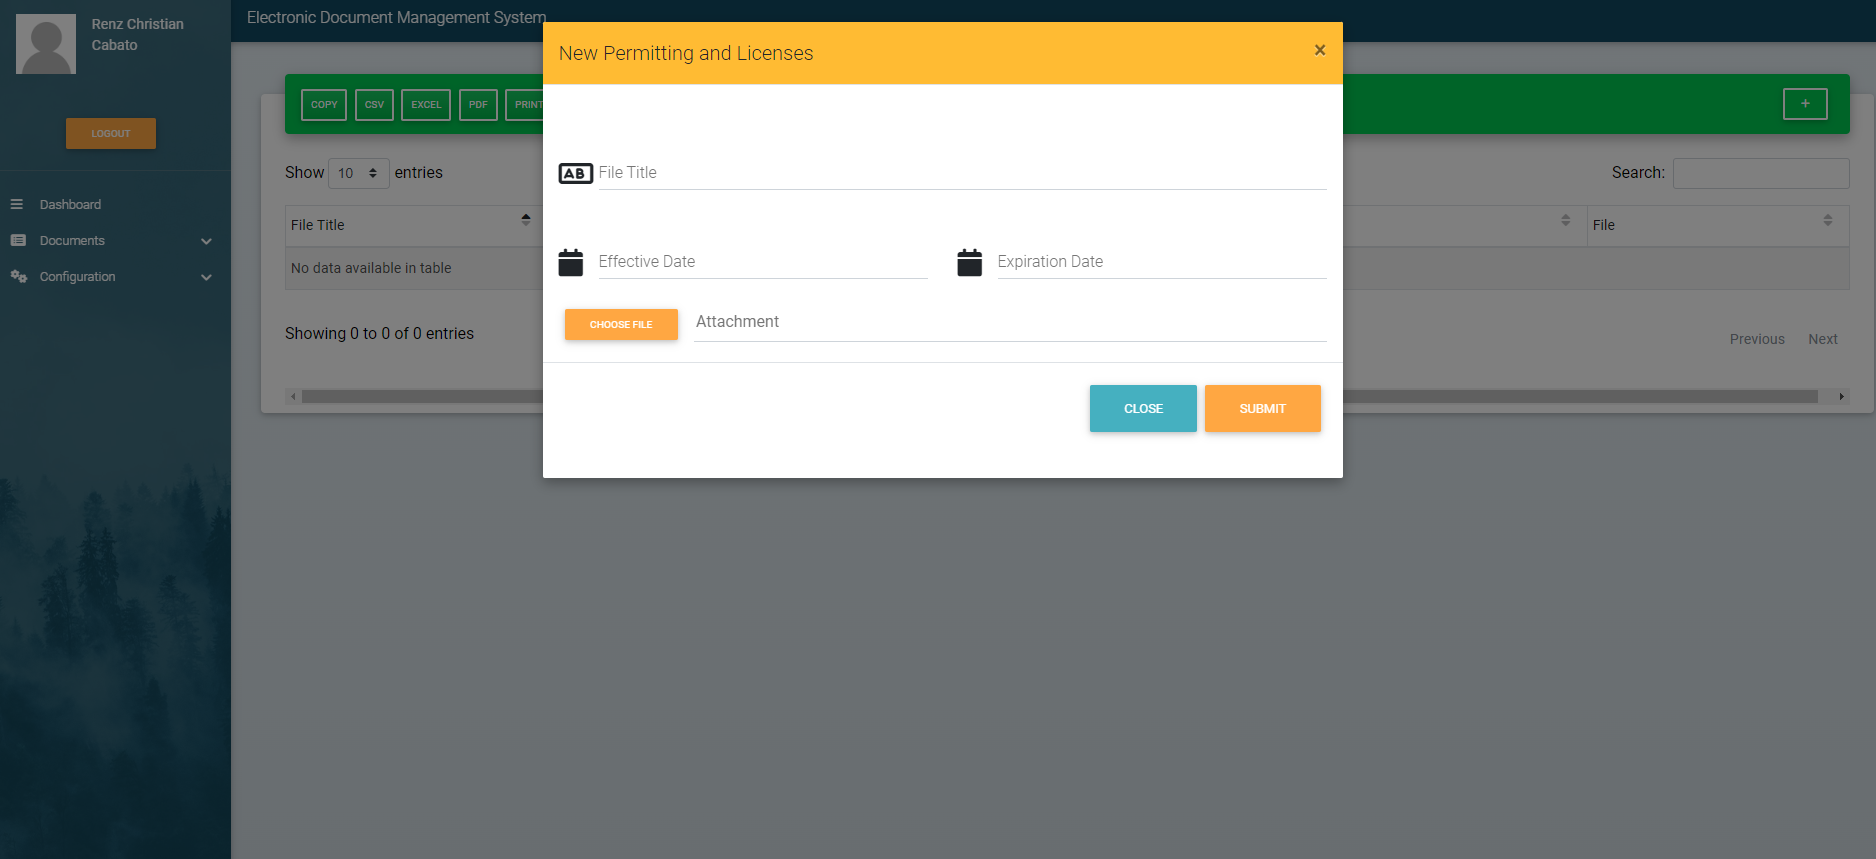 Renz Christian
Cabato
LOGOUT
Dashboard
Documents
Configuration
Electronic Document Management System
New Permitting and Licenses ×
COPY CSV EXCEL PDF PRINT +
Show 10 entries Search:
File Title File
No data available in table
Showing 0 to 0 of 0 entries
Previous Next
AB File Title
Effective Date Expiration Date
CHOOSE FILE Attachment
CLOSE SUBMIT